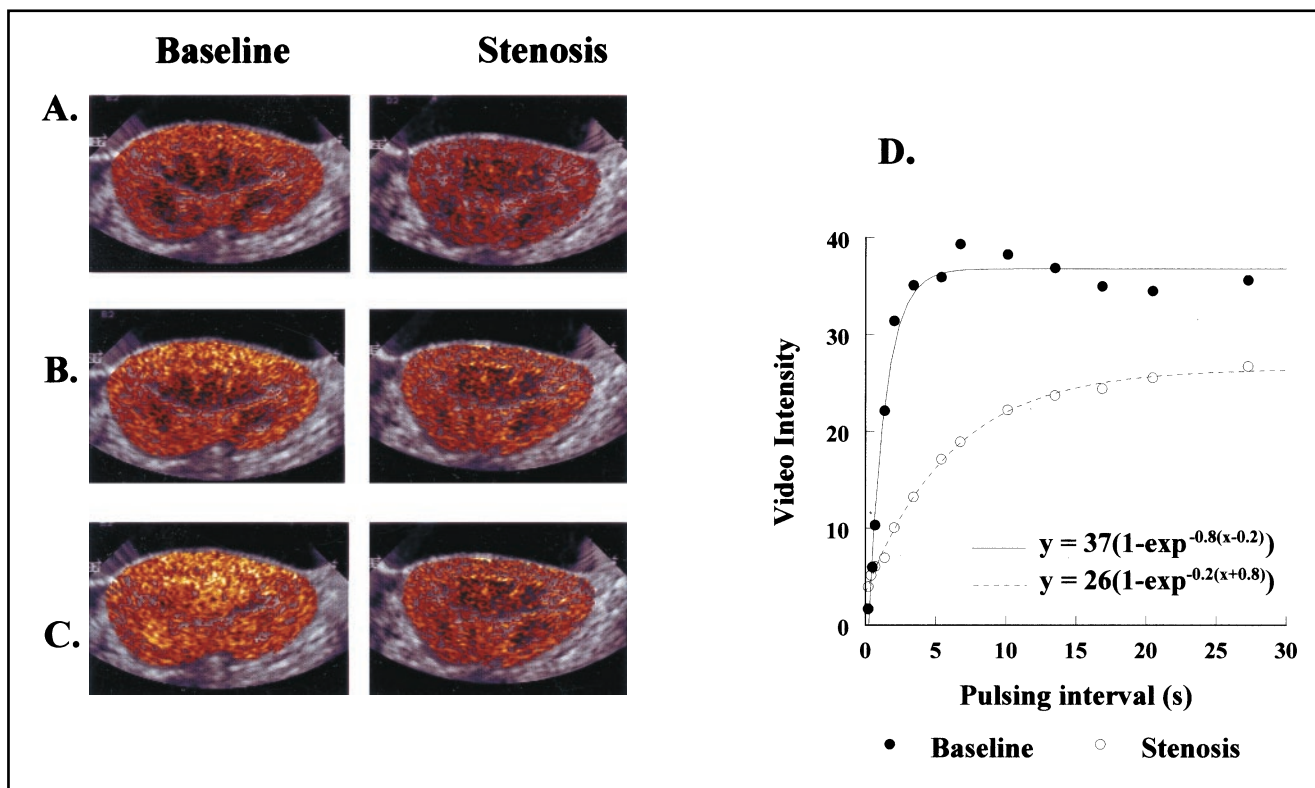 Baseline
Stenosis
A.
B.
C.
D.
Video Intensity
40
30
20
10
0
y = 37(1-exp^-0.8(x-0.2))
y = 26(1-exp^-0.2(x+0.8))
0 5 10 15 20 25 30
Pulsing interval (s)
● Baseline ○ Stenosis